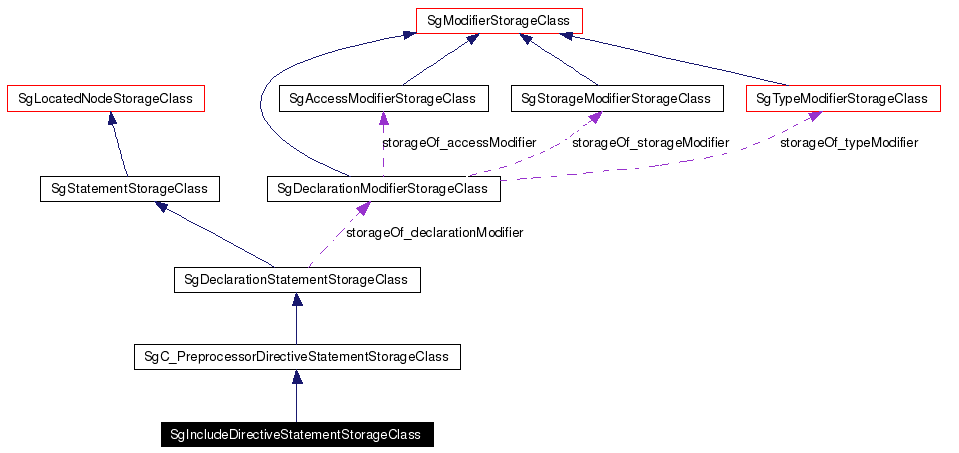 SgModifierStorageClass
SgLocatedNodeStorageClass
SgAccessModifierStorageClass
SgStorageModifierStorageClass
SgTypeModifierStorageClass
storageOf_accessModifier
storageOf_storageModifier
storageOf_typeModifier
SgStatementStorageClass
SgDeclarationModifierStorageClass
storageOf_declarationModifier
SgDeclarationStatementStorageClass
SgC_PreprocessorDirectiveStatementStorageClass
SgIncludeDirectiveStatementStorageClass